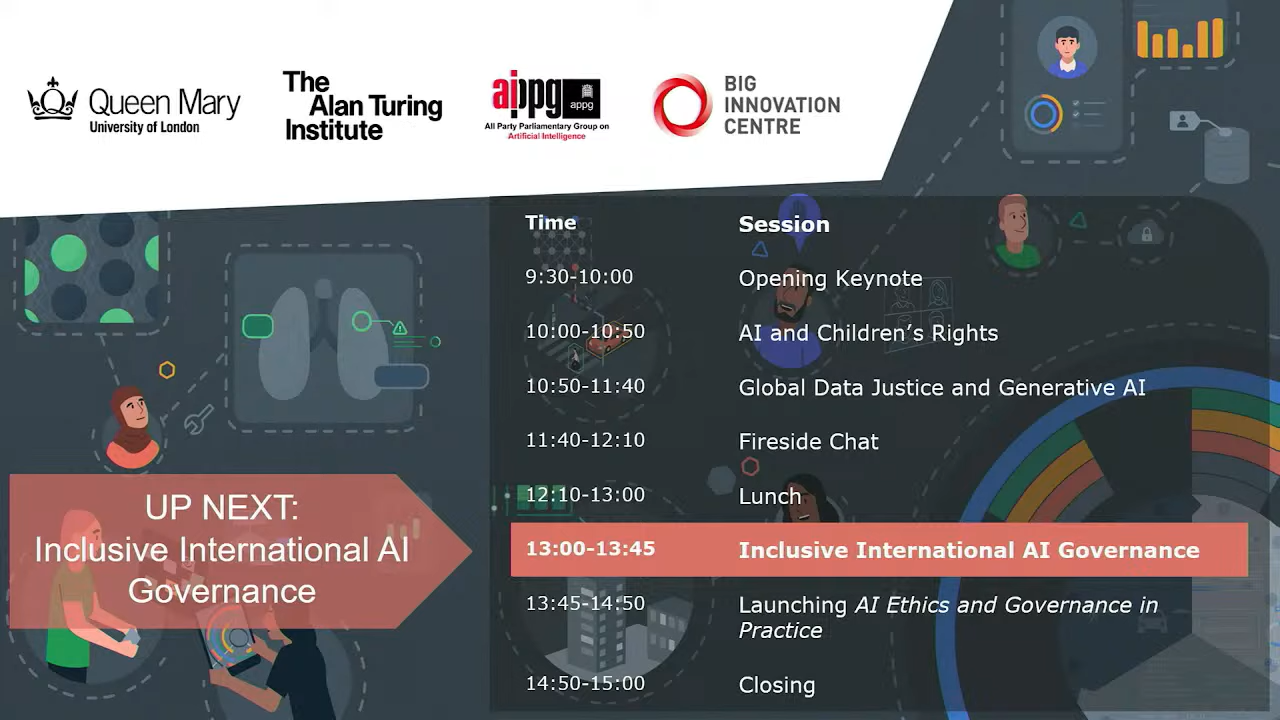 Queen Mary
University of London
The
Alan Turing
Institute
aippg
appg
All Party Parliamentary Group on
Artificial Intelligence
BIG
INNOVATION
CENTRE
Time Session
9:30-10:00 Opening Keynote
10:00-10:50 AI and Children’s Rights
10:50-11:40 Global Data Justice and Generative AI
11:40-12:10 Fireside Chat
12:10-13:00 Lunch
13:00-13:45 Inclusive International AI Governance
13:45-14:50 Launching AI Ethics and Governance in
Practice
14:50-15:00 Closing
UP NEXT:
Inclusive International AI
Governance